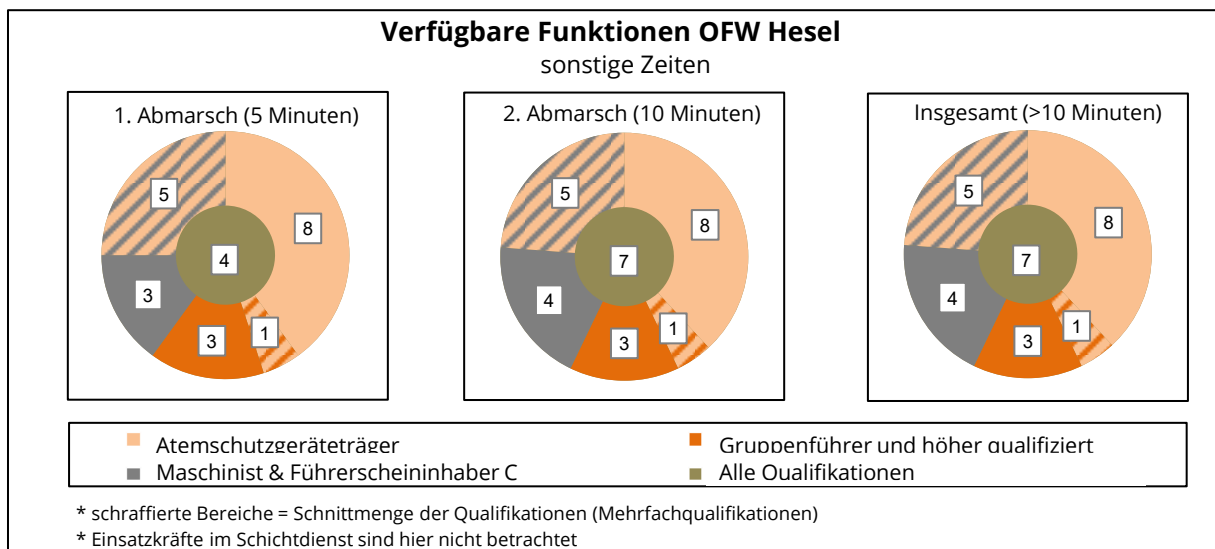 Verfügbare Funktionen OFW Hesel
sonstige Zeiten
1. Abmarsch (5 Minuten)
5
8
4
3
3
1
2. Abmarsch (10 Minuten)
5
8
7
4
3
1
Insgesamt (>10 Minuten)
5
8
7
4
3
1
Atemschutzgeräteträger
Gruppenführer und höher qualifiziert
Maschinist & Führerscheininhaber C
Alle Qualifikationen
* schraffierte Bereiche = Schnittmenge der Qualifikationen (Mehrfachqualifikationen)
* Einsatzkräfte im Schichtdienst sind hier nicht betrachtet